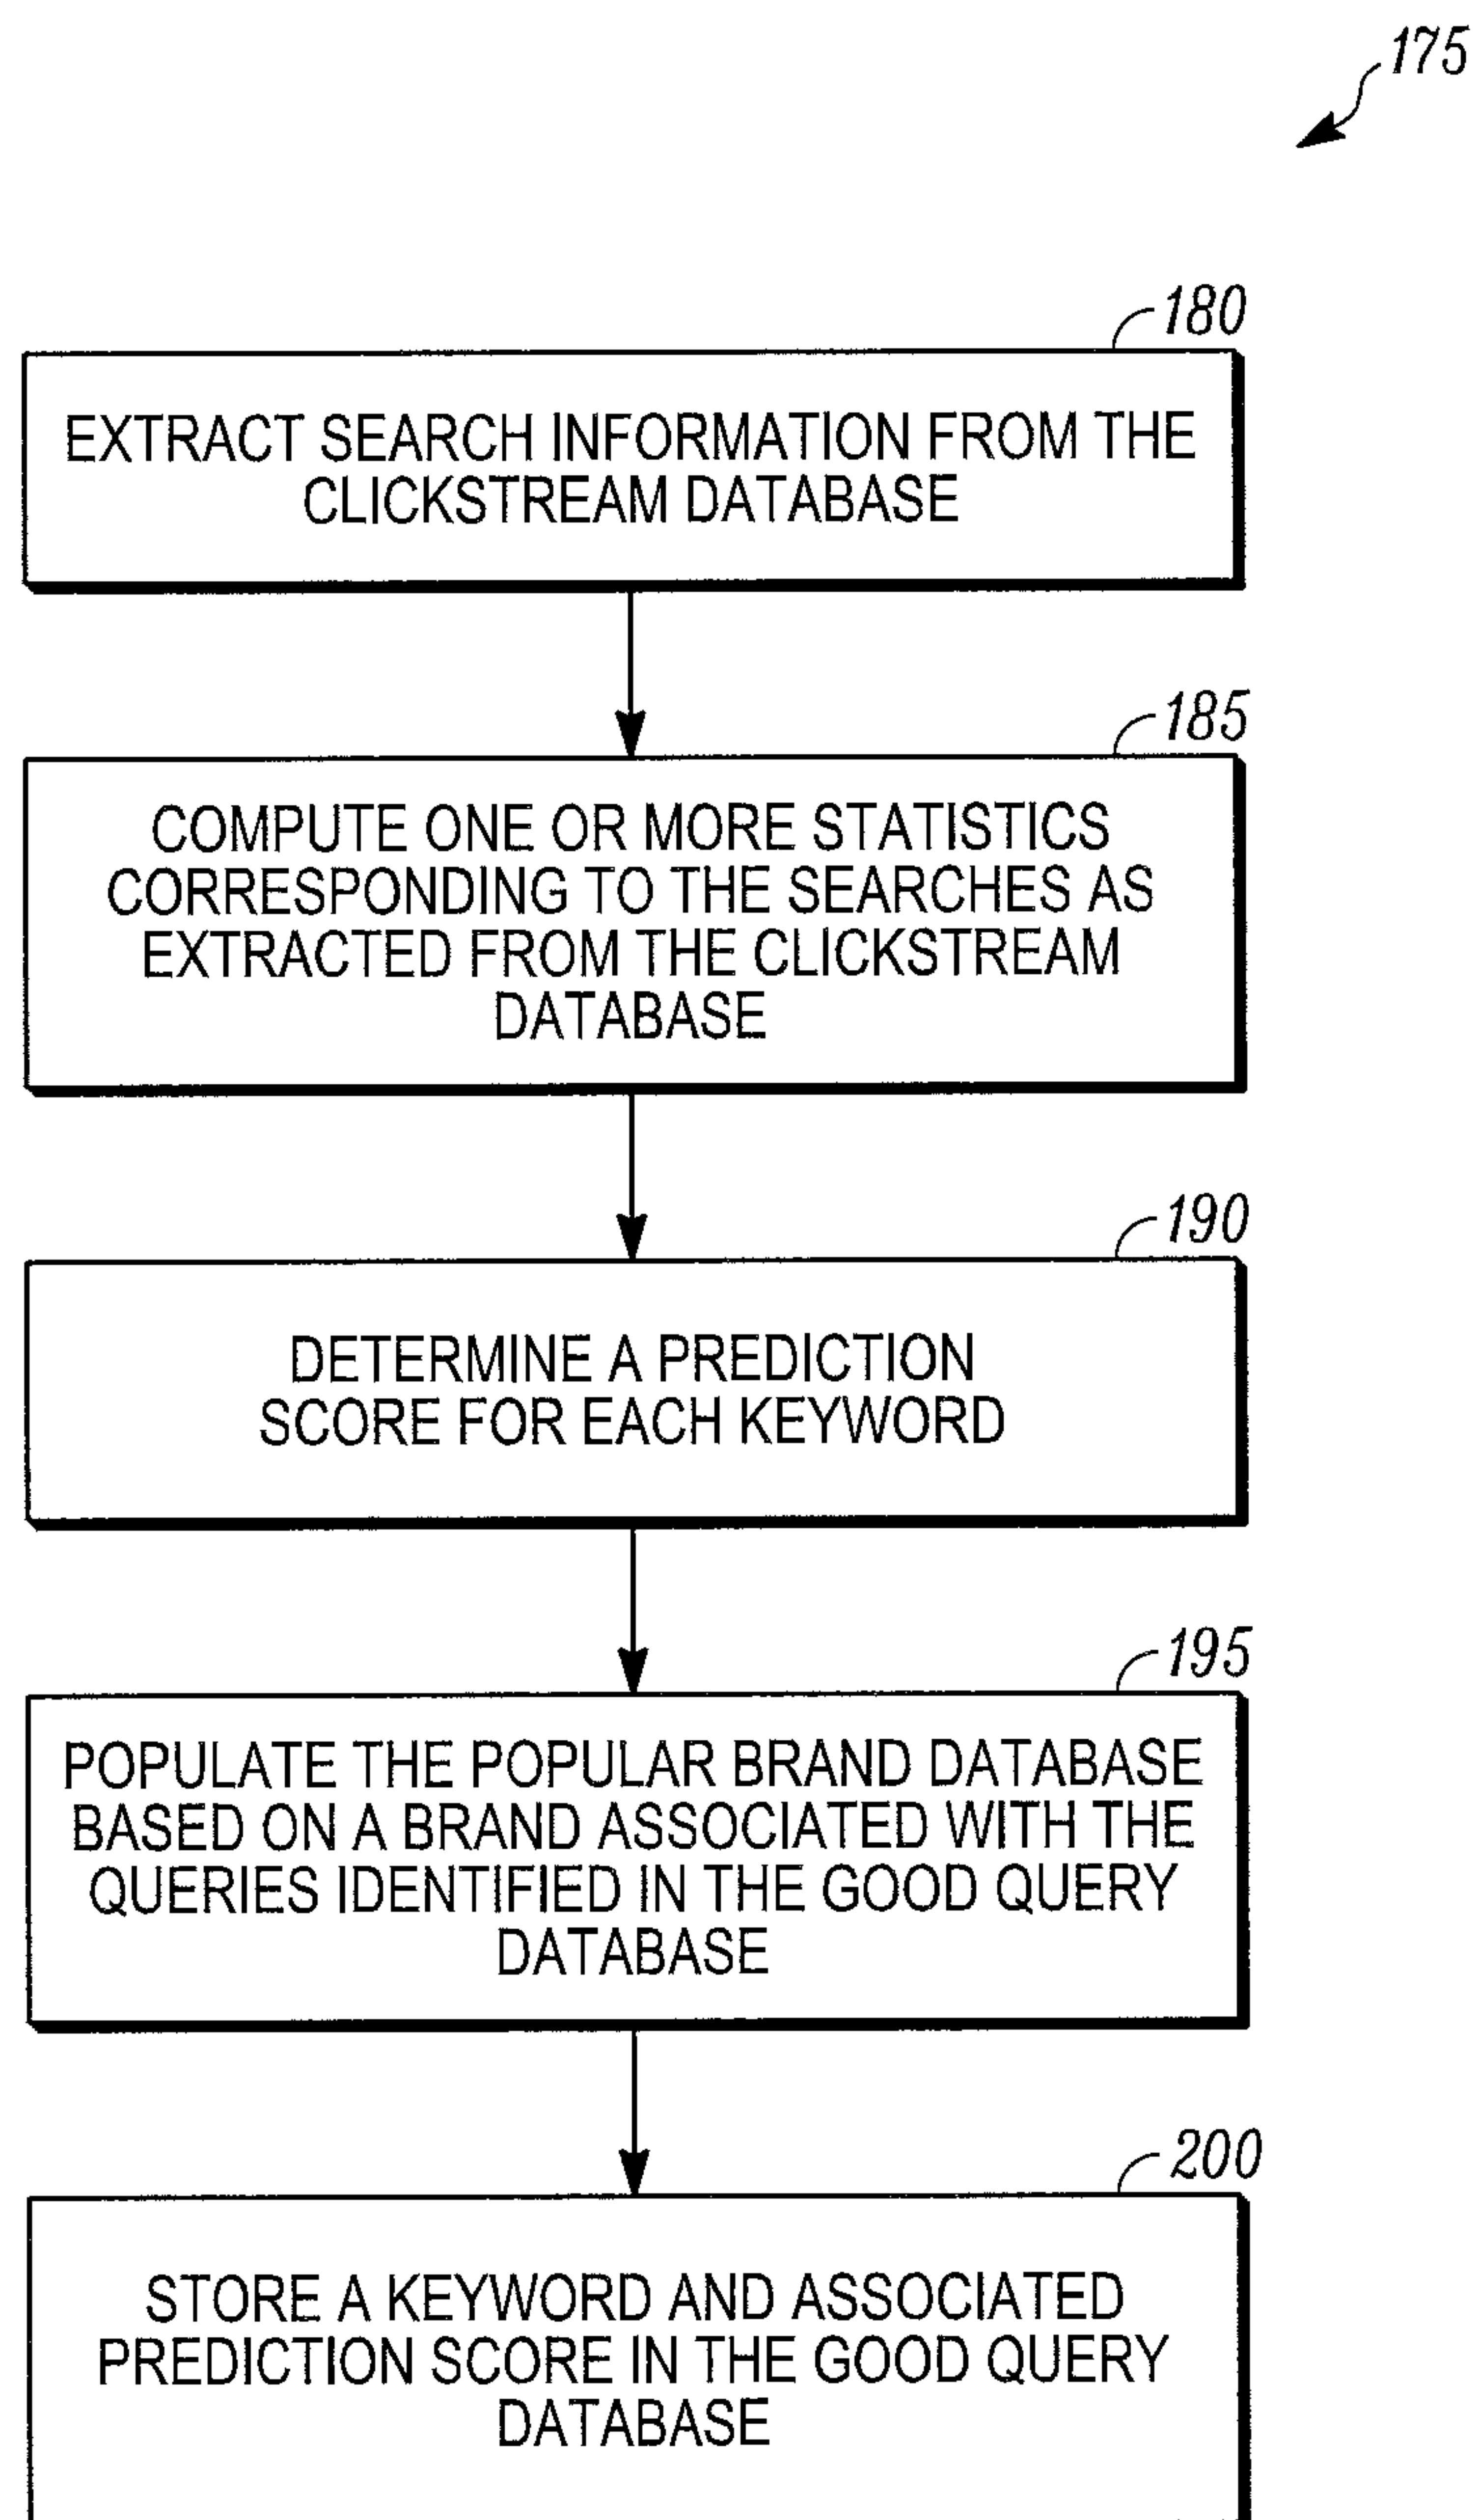 175
180
EXTRACT SEARCH INFORMATION FROM THE
CLICKSTREAM DATABASE
185
COMPUTE ONE OR MORE STATISTICS
CORRESPONDING TO THE SEARCHES AS
EXTRACTED FROM THE CLICKSTREAM
DATABASE
190
DETERMINE A PREDICTION
SCORE FOR EACH KEYWORD
195
POPULATE THE POPULAR BRAND DATABASE
BASED ON A BRAND ASSOCIATED WITH THE
QUERIES IDENTIFIED IN THE GOOD QUERY
DATABASE
200
STORE A KEYWORD AND ASSOCIATED
PREDICTION SCORE IN THE GOOD QUERY
DATABASE